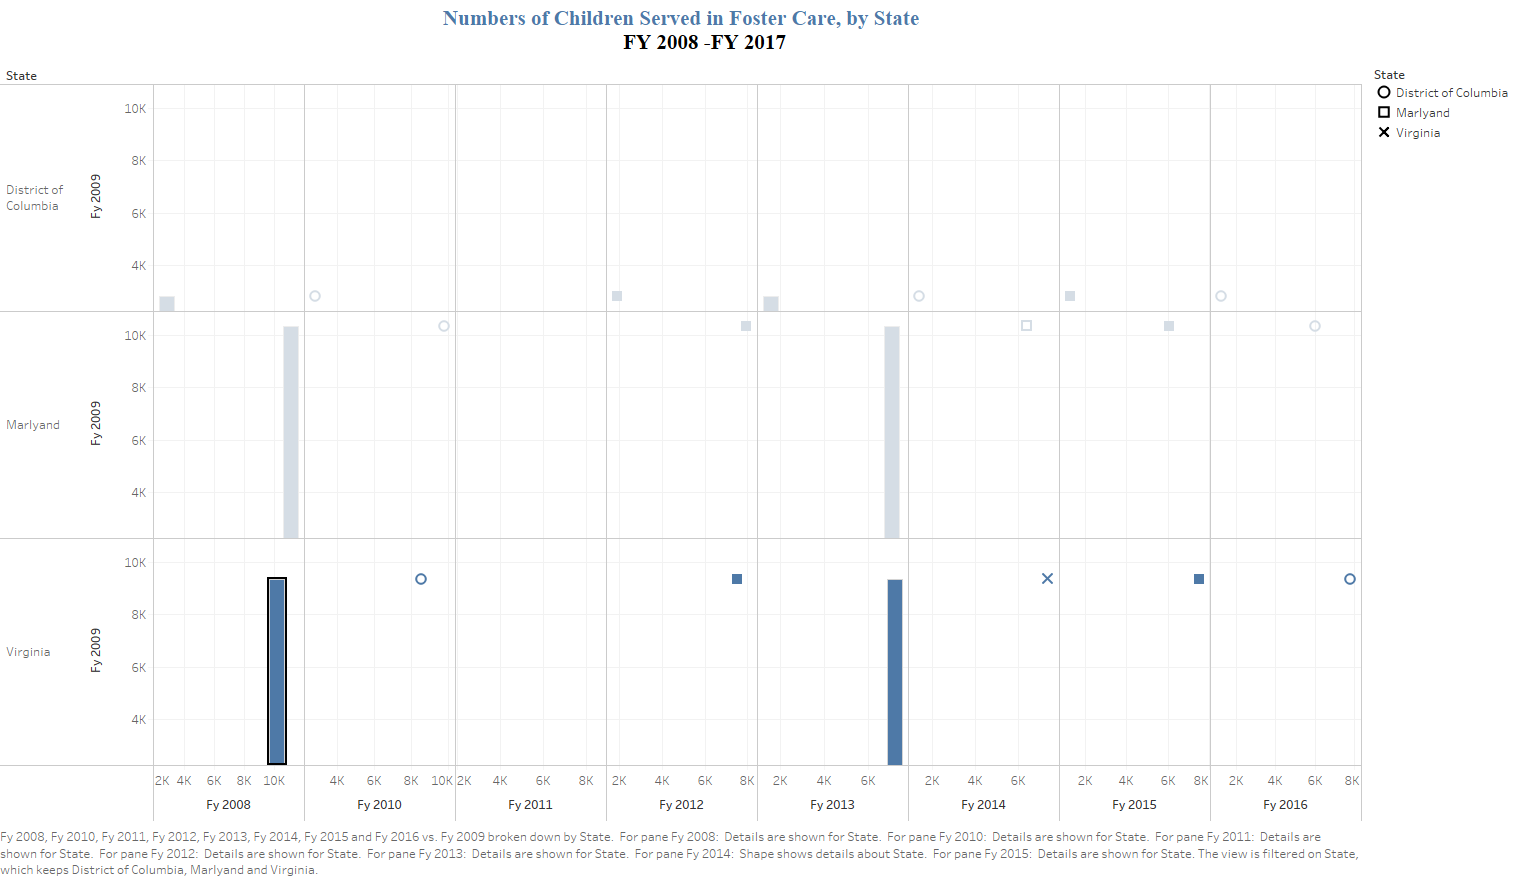 Numbers of Children Served in Foster Care, by State
FY 2008 -FY 2017
State
State
District of Columbia
Marlyand
Virginia
District of
Columbia
Fy 2009
10K
8K
6K
4K
Marlyand
Fy 2009
10K
8K
6K
4K
Virginia
Fy 2009
10K
8K
6K
4K
2K 4K 6K 8K 10K 4K 6K 8K 10K 2K 4K 6K 8K 2K 4K 6K 8K 2K 4K 6K 2K 4K 6K 2K 4K 6K 8K 2K 4K 6K 8K
Fy 2008 Fy 2010 Fy 2011 Fy 2012 Fy 2013 Fy 2014 Fy 2015 Fy 2016
Fy 2008, Fy 2010, Fy 2011, Fy 2012, Fy 2013, Fy 2014, Fy 2015 and Fy 2016 vs. Fy 2009 broken down by State.  For pane Fy 2008:  Details are shown for State.  For pane Fy 2010:  Details are shown for State.  For pane Fy 2011:  Details are
shown for State.  For pane Fy 2012:  Details are shown for State.  For pane Fy 2013:  Details are shown for State.  For pane Fy 2014:  Shape shows details about State.  For pane Fy 2015:  Details are shown for State. The view is filtered on State,
which keeps District of Columbia, Marlyand and Virginia.